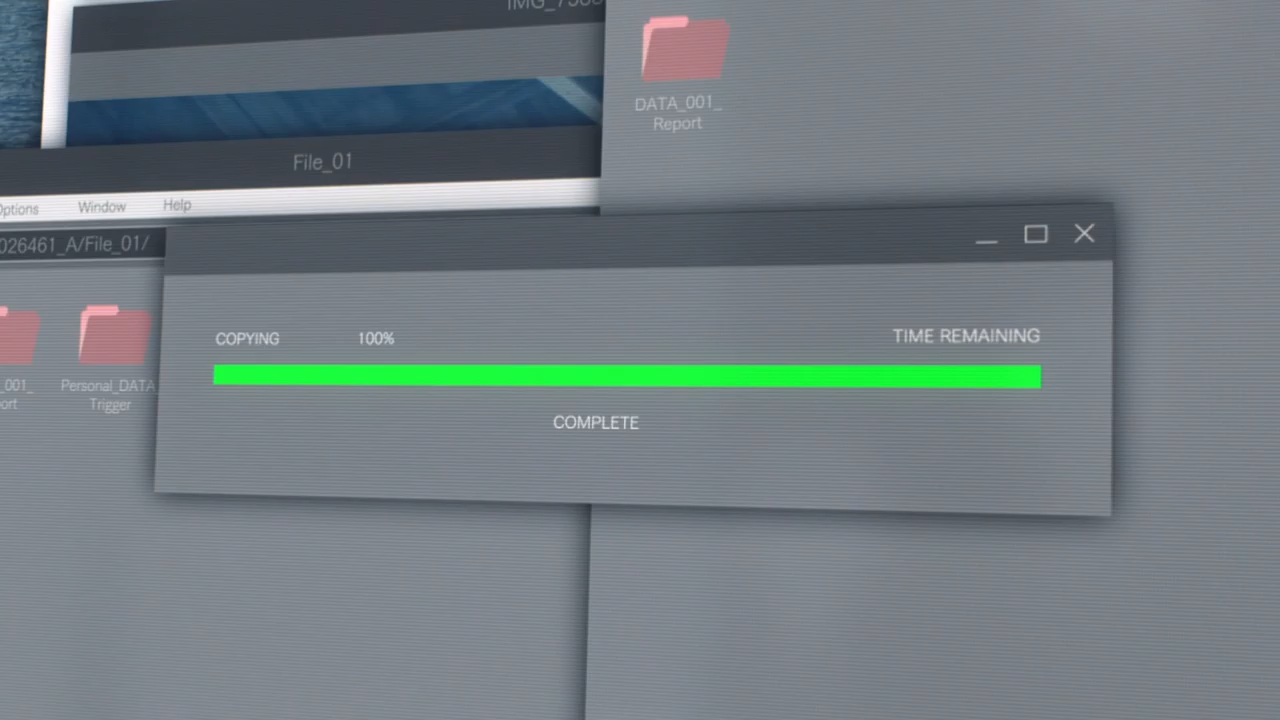 File_01
Options
Window
Help
026461_A/File_01/
DATA_001_
Report
_001_
ort
Personal_DATA
Trigger
COPYING
100%
TIME REMAINING
COMPLETE